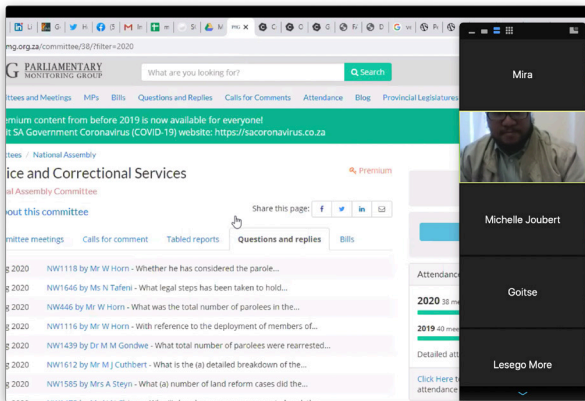 mg.org.za/committee/38/?filter=2020
PARLIAMENTARY
MONITORING GROUP
What are you looking for?
Search
ttees and Meetings MPs Bills Questions and Replies Calls for Comments Attendance Blog Provincial Legislatures
emium content from before 2019 is now available for everyone!
it SA Government Coronavirus (COVID-19) website: https://sacoronavirus.co.za
ttees / National Assembly
ice and Correctional Services
Premium
al Assembly Committee
out this committee
Share this page:
mmittee meetings Calls for comment Tabled reports Questions and replies Bills
g 2020 NW1118 by Mr W Horn - Whether he has considered the parole...
g 2020 NW1646 by Ms N Tafeni - What legal steps has been taken to hold...
g 2020 NW446 by Mr W Horn - What was the total number of parolees in the...
g 2020 NW1116 by Mr W Horn - With reference to the deployment of members of...
g 2020 NW1439 by Dr M M Gondwe - What total number of parolees were rearrested...
g 2020 NW1612 by Mr M J Cuthbert - What is the (a) detailed breakdown of the...
g 2020 NW1585 by Mrs A Steyn - What (a) number of land reform cases did the...
Attendance
2020 38 me
2019 40 mee
Detailed att
Click Here t
attendance
Mira
Michelle Joubert
Goitse
Lesego More